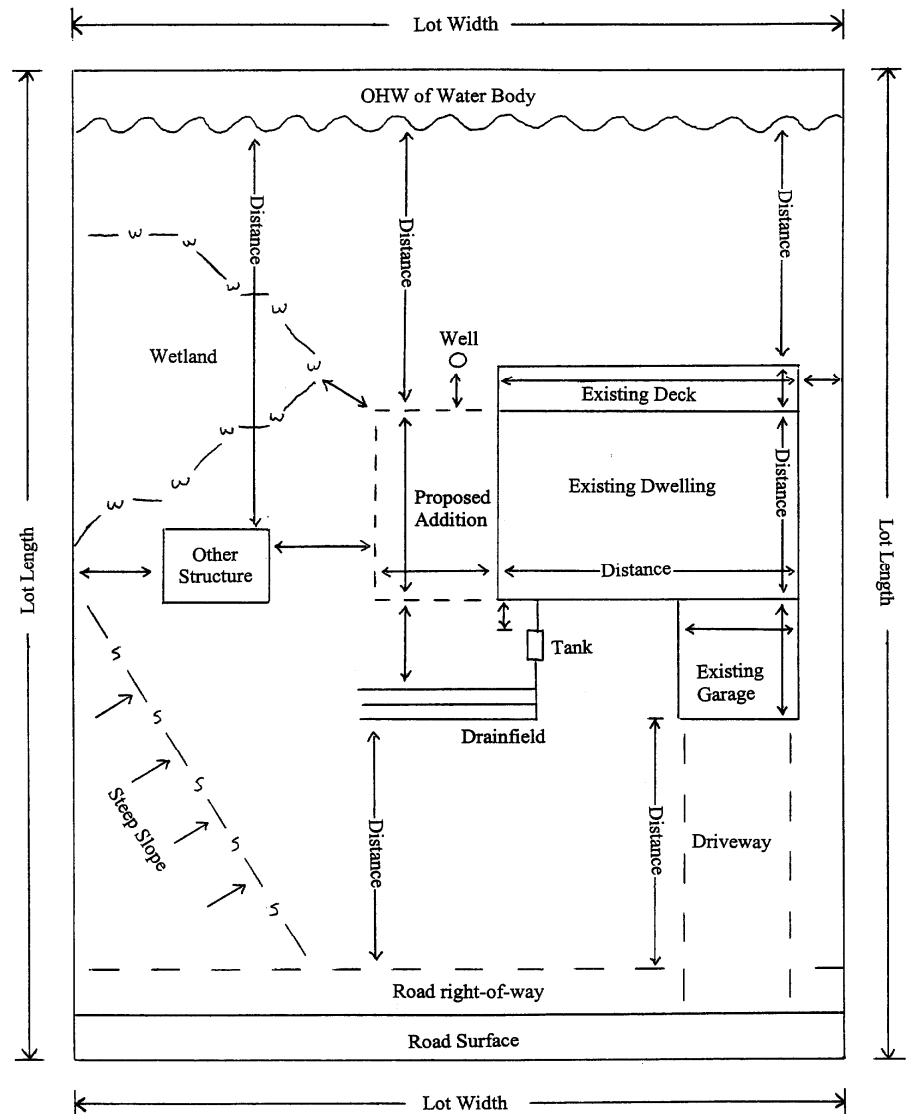 Lot Width
OHW of Water Body
Distance
Distance
Distance
W
W
W
W
W
Well
Wetland
W
W
W
W
W
Existing Deck
Existing Dwelling
Distance
Proposed
Addition
Lot Length
Lot Length
Other
Structure
Distance
S
Tank
Existing
Garage
S
Drainfield
S
Steep Slope
S
S
S
Distance
Distance
Driveway
Road right-of-way
Road Surface
Lot Width